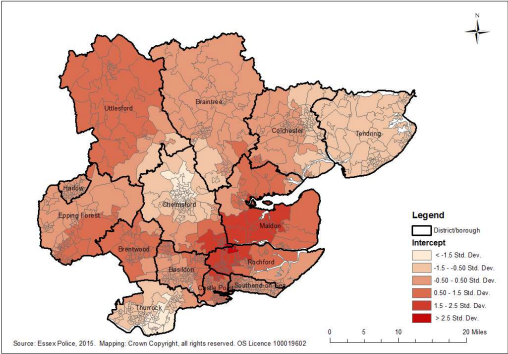 N
Uttlesford
Braintree
Colchester
Tendring
Harlow
Chelmsford
Epping Forest
Maldon
Brentwood
Rochford
Basildon
Castle Point
Southend-on-Sea
Thurrock
Legend
District/borough
Intercept
< -1.5 Std. Dev.
-1.5 - -0.50 Std. Dev.
-0.50 - 0.50 Std. Dev.
0.50 - 1.5 Std. Dev.
1.5 - 2.5 Std. Dev.
> 2.5 Std. Dev.
0 5 10 20
Miles
Source: Essex Police, 2015. Mapping: Crown Copyright, all rights reserved. OS Licence 100019602